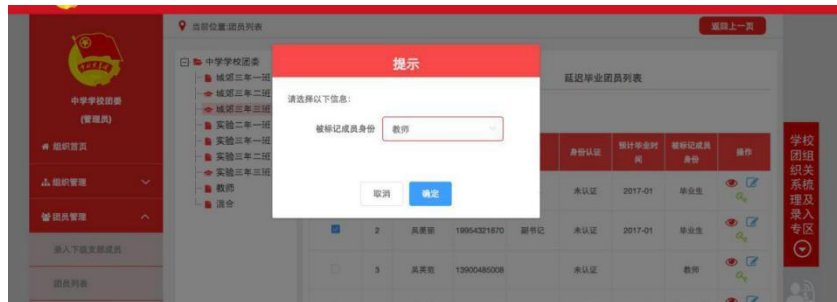 当前位置:团员列表
返回上一页
中学学校团委
(管理员)
组织首页
组织管理
团员管理
录入下级支部成员
团员列表
中学学校团委
城郊三年一班
城郊三年二班
城郊三年三班
实验二年一班
实验三年一班
实验三年二班
实验三年三班
教师
混合
提示
请选择以下信息:
被标记成员身份 教师
取消 确定
延迟毕业团员列表
身份认证 预计毕业时间 被标记成员身份 操作
未认证 2017-01 毕业生
2 19954321870 副书记 未认证 2017-01 毕业生
3 13900485008 未认证 教师
学校
团组
织关
系梳
理及
录入
专区